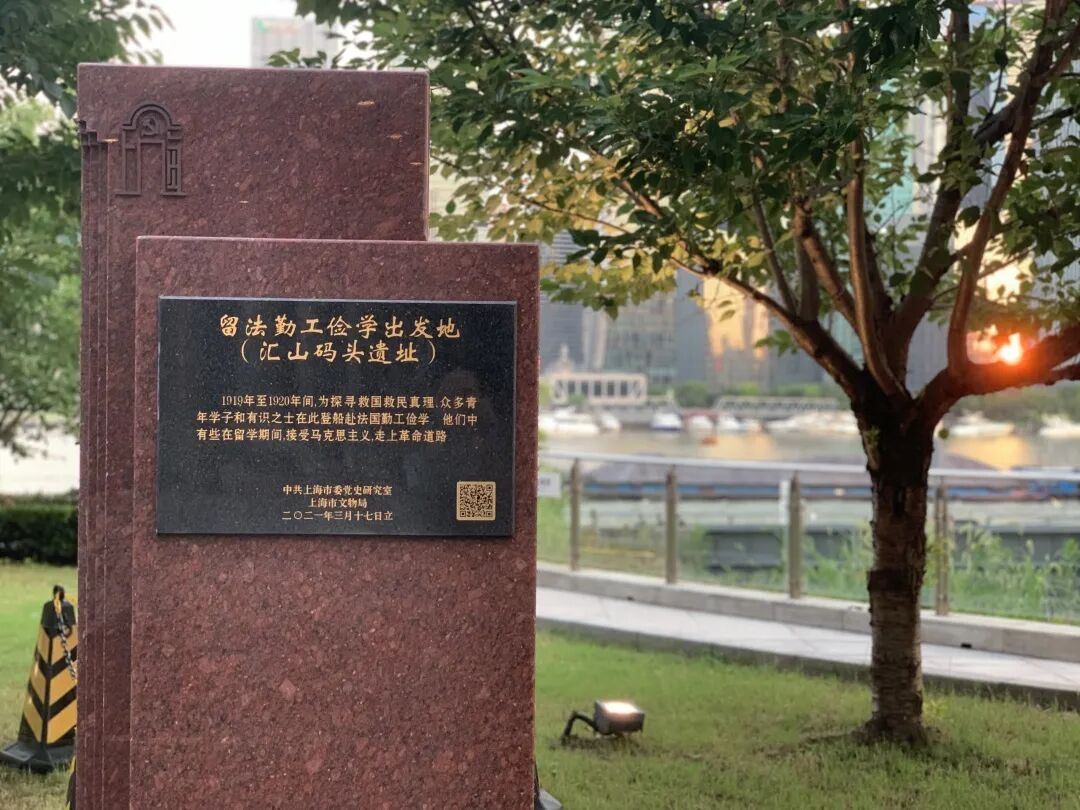 留法勤工俭学出发地
（汇山码头遗址）
1919年至1920年间,为探寻救国救民真理,众多青
年学子和有识之士在此登船赴法国勤工俭学。他们中
有些在留学期间,接受马克思主义,走上革命道路
中共上海市委党史研究室
上海市文物局
二〇二一年三月十七日立